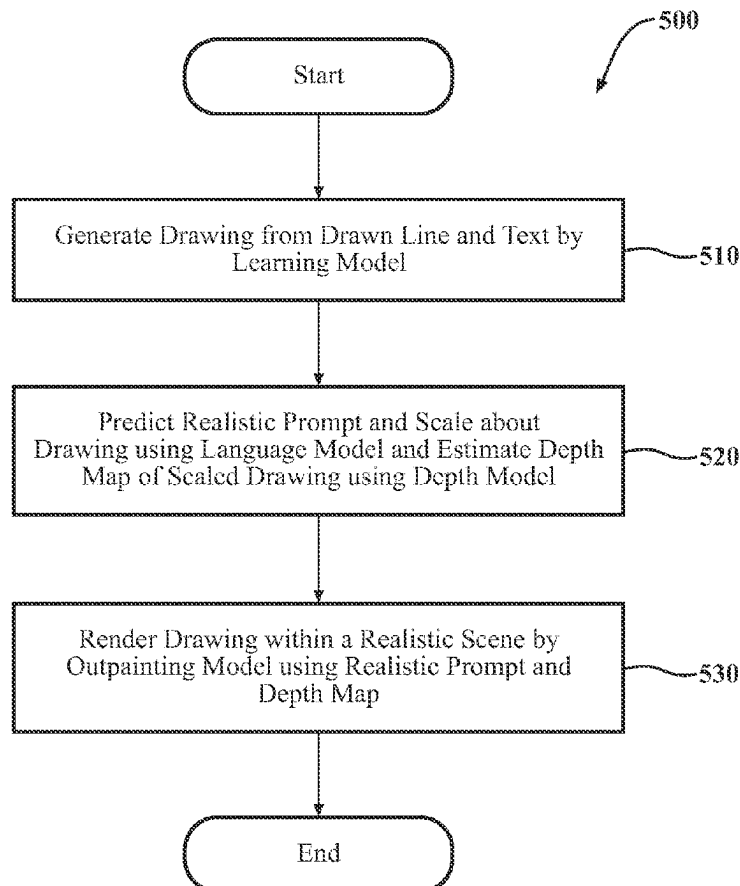 500
Start
Generate Drawing from Drawn Line and Text by
Learning Model
510
Predict Realistic Prompt and Scale about
Drawing using Language Model and Estimate Depth
Map of Scaled Drawing using Depth Model
520
Render Drawing within a Realistic Scene by
Outpainting Model using Realistic Prompt and
Depth Map
530
End